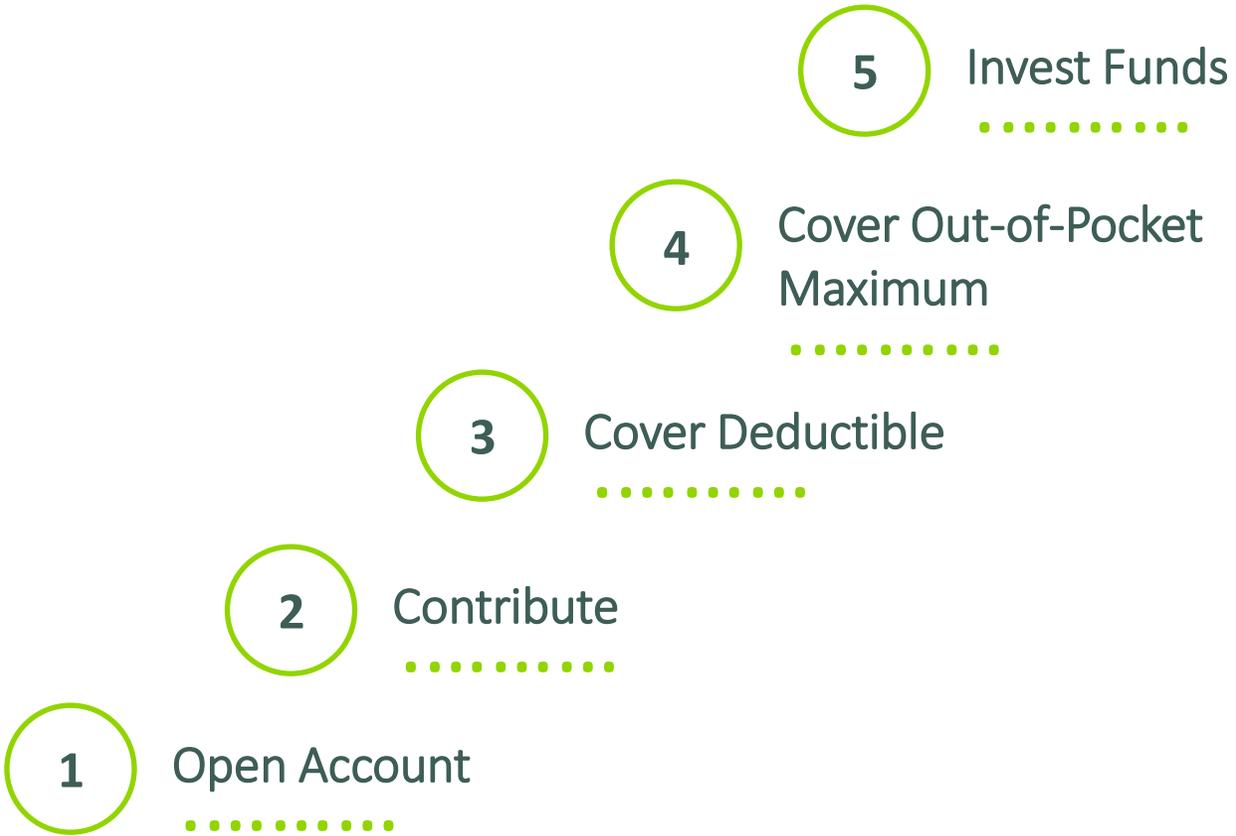 5 Invest Funds
4 Cover Out-of-Pocket
Maximum
3 Cover Deductible
2 Contribute
1 Open Account